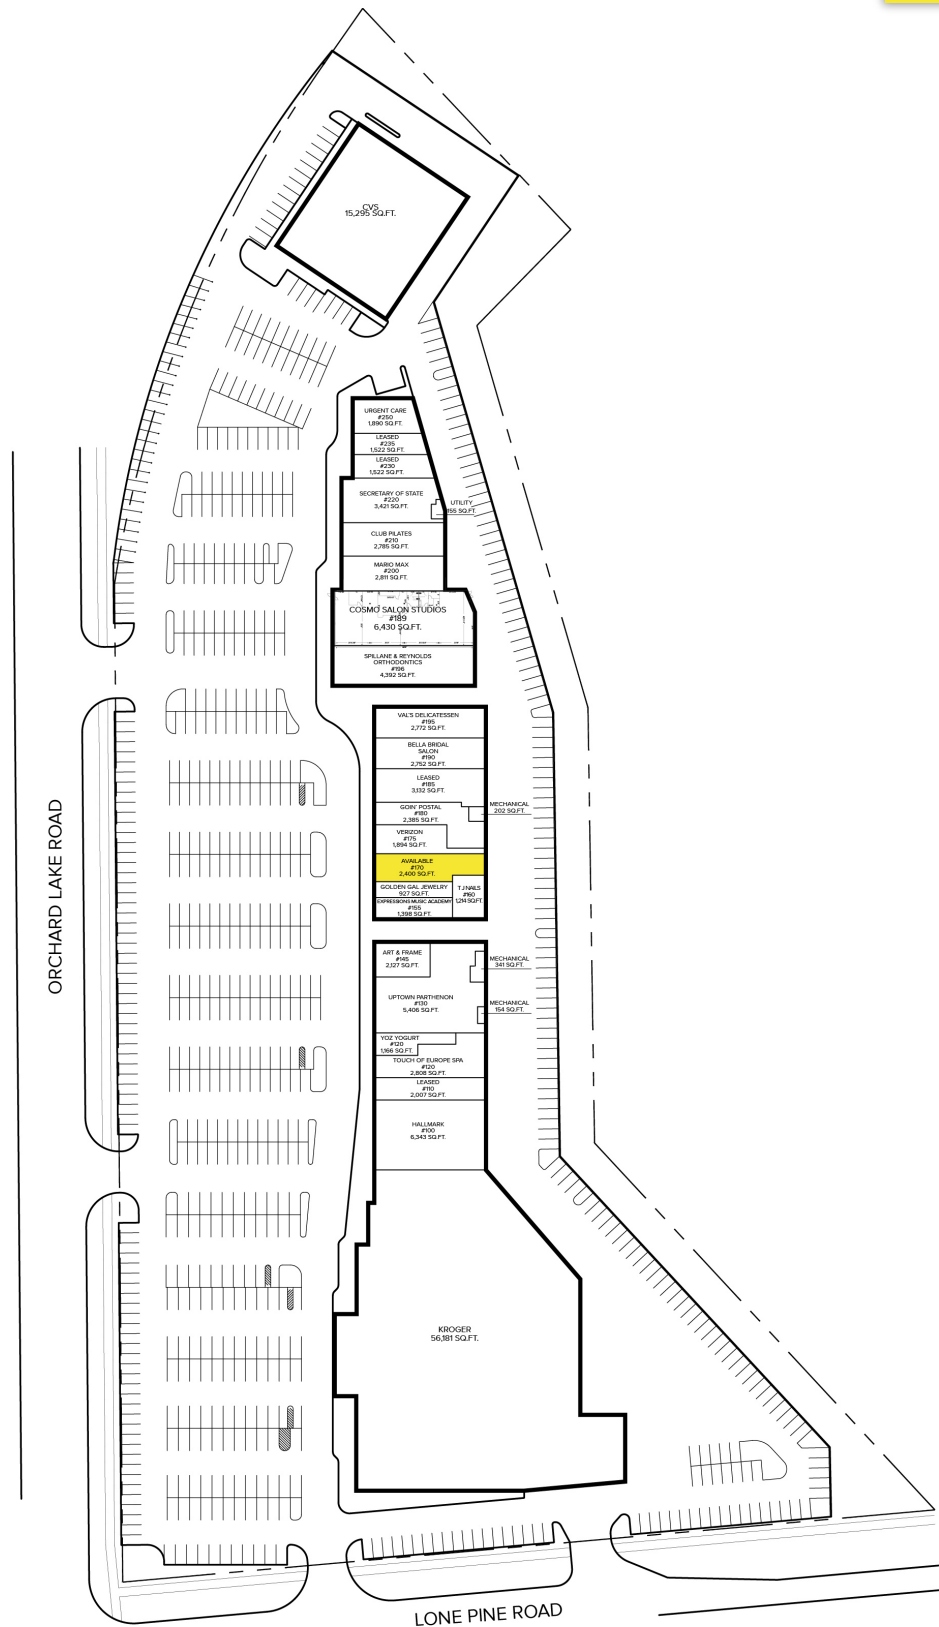 CVS
15,295 SQ.FT.
URGENT CARE
#250
1,890 SQ.FT.
LEASED
#235
1,522 SQ.FT.
LEASED
#230
1,522 SQ.FT.
SECRETARY OF STATE
#220
3,421 SQ.FT.
UTILITY
155 SQ.FT.
CLUB PILATES
#210
2,785 SQ.FT.
MARIO MAX
#200
2,811 SQ.FT.
COSMO SALON STUDIOS
#189
6,430 SQ.FT.
SPILLANE & REYNOLDS
ORTHODONTICS
#196
4,392 SQ.FT.
VAL'S DELICATESSEN
#195
2,772 SQ.FT.
BELLA BRIDAL
SALON
#190
2,752 SQ.FT.
LEASED
#185
3,132 SQ.FT.
GOIN' POSTAL
#180
2,385 SQ.FT.
MECHANICAL
202 SQ.FT.
VERIZON
#175
1,894 SQ.FT.
AVAILABLE
#170
2,400 SQ.FT.
GOLDEN GAL JEWELRY
927 SQ.FT.
T.J NAILS
#160
1,214 SQ.FT.
EXPRESSIONS MUSIC ACADEMY
#155
1,398 SQ.FT.
ART & FRAME
#145
2,127 SQ.FT.
MECHANICAL
341 SQ.FT.
UPTOWN PARTHENON
#130
5,406 SQ.FT.
MECHANICAL
154 SQ.FT.
YOZ YOGURT
#120
1,166 SQ.FT.
TOUCH OF EUROPE SPA
#120
2,808 SQ.FT.
LEASED
#110
2,007 SQ.FT.
HALLMARK
#100
6,343 SQ.FT.
KROGER
56,181 SQ.FT.
ORCHARD LAKE ROAD
LONE PINE ROAD